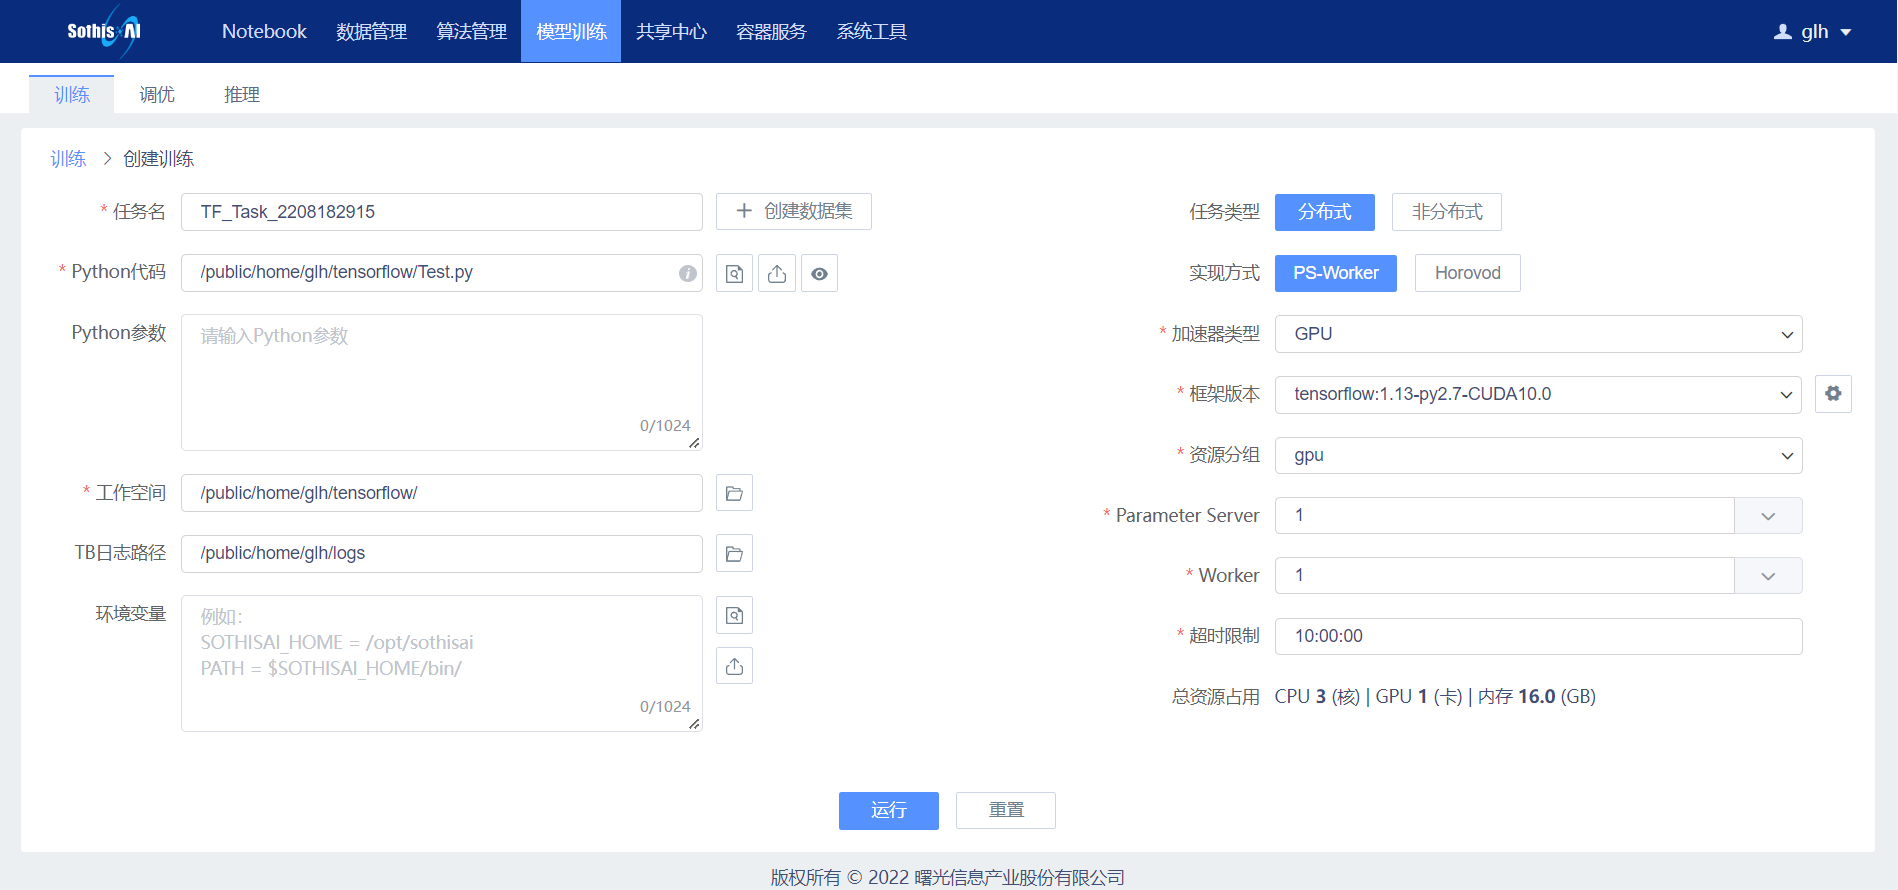 SothisAI
Notebook 数据管理 算法管理 模型训练 共享中心 容器服务 系统工具 glh
训练 调优 推理
训练 > 创建训练
* 任务名 TF_Task_2208182915 + 创建数据集
* Python代码 /public/home/glh/tensorflow/Test.py
Python参数 请输入Python参数
0/1024
* 工作空间 /public/home/glh/tensorflow/
TB日志路径 /public/home/glh/logs
环境变量 例如:
SOTHISAI_HOME = /opt/sothisai
PATH = $SOTHISAI_HOME/bin/
0/1024
任务类型 分布式 非分布式
实现方式 PS-Worker Horovod
* 加速器类型 GPU
* 框架版本 tensorflow:1.13-py2.7-CUDA10.0
* 资源分组 gpu
* Parameter Server 1
* Worker 1
* 超时限制 10:00:00
总资源占用 CPU 3 (核) | GPU 1 (卡) | 内存 16.0 (GB)
运行 重置
版权所有 © 2022 曙光信息产业股份有限公司